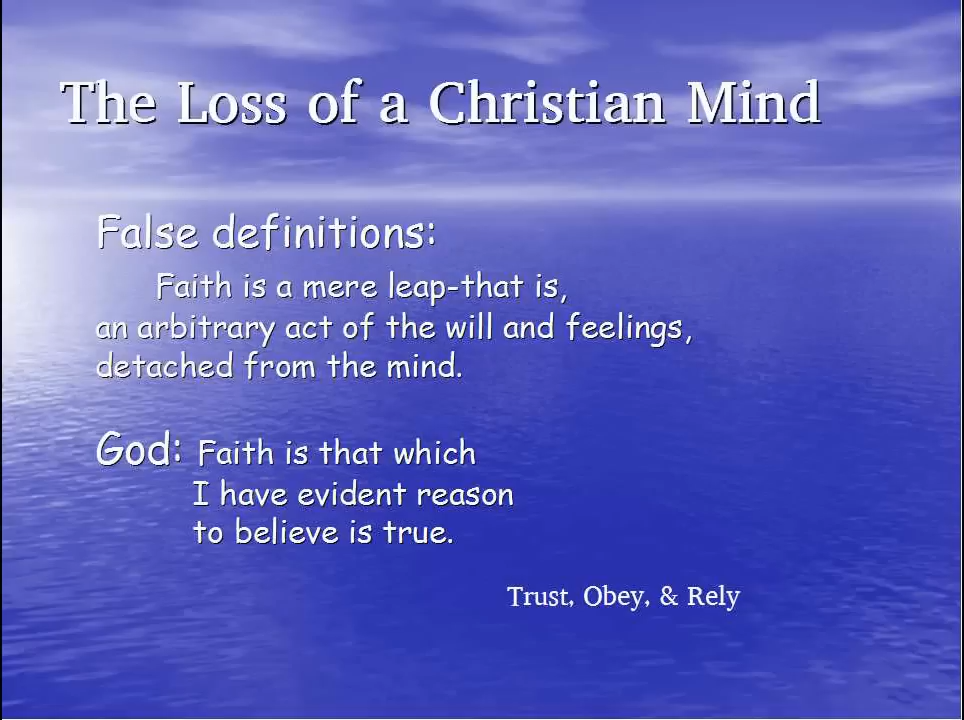 The Loss of a Christian Mind
False definitions:
Faith is a mere leap-that is,
an arbitrary act of the will and feelings,
detached from the mind.
God: Faith is that which
I have evident reason
to believe is true.
Trust, Obey, & Rely